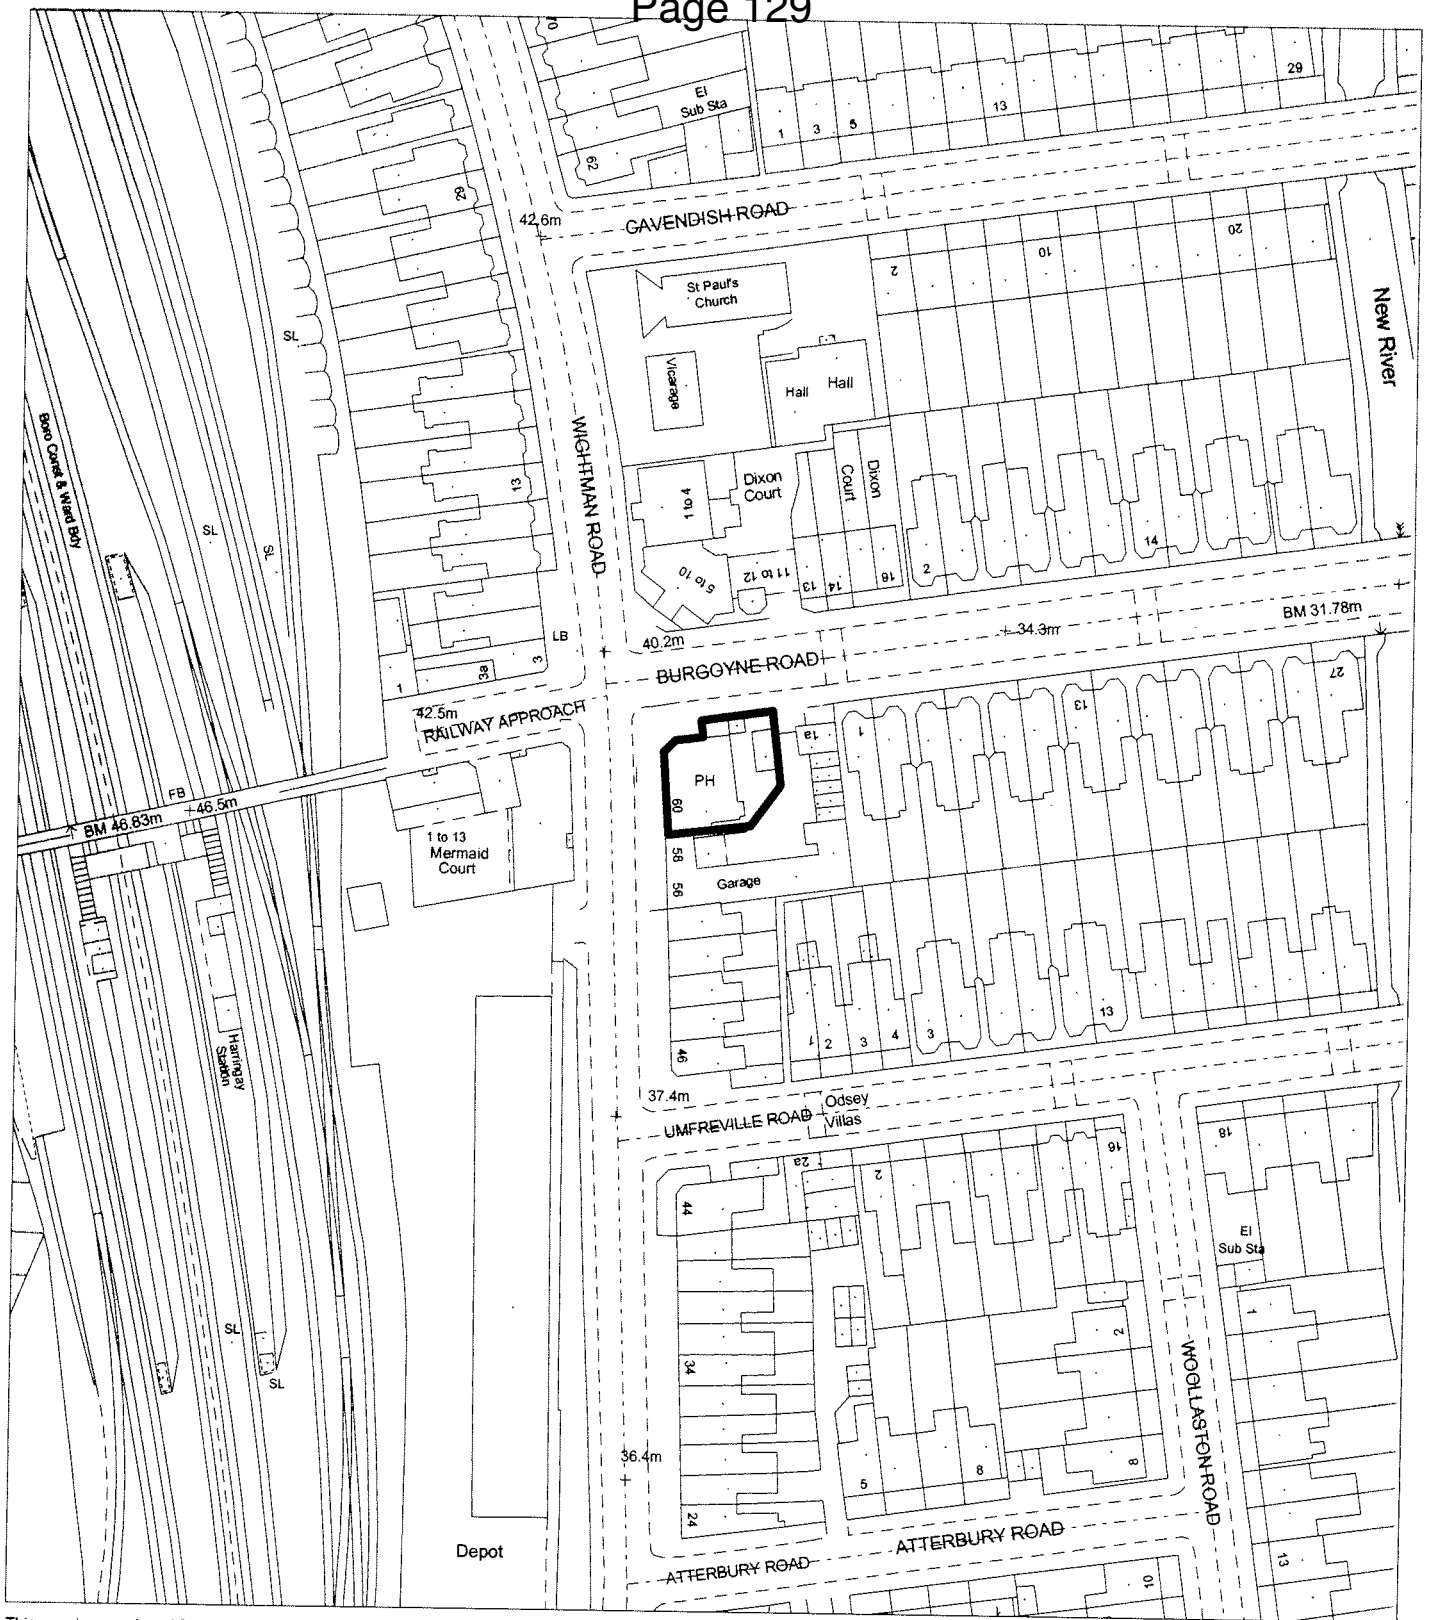 Page 129
El
Sub Sta
1
3
5
13
29
62
29
42.6m
CAVENDISH ROAD
St Paul's
Church
2
10
20
New River
SL
Vicarage
Hall
Hall
WIGHTMAN ROAD
13
Boro Const & Ward Bdy
SL
SL
1 to 4
Dixon
Court
Dixon
Court
5 to 10
11 to 12
13
14
16
2
14
BM 31.78m
34.3m
40.2m
BURGOYNE ROAD
LB
1
3a
3
42.5m
RAILWAY APPROACH
PH
60
1a
1
13
27
FB
46.5m
BM 46.83m
1 to 13
Mermaid
Court
58
56
Garage
Harringay
Station
46
1
2
3
4
3
13
37.4m
UMFREVILLE ROAD
Odsey
Villas
2a
2
16
18
44
El
Sub Sta
1
SL
SL
34
2
WOOLLASTON ROAD
36.4m
5
8
8
24
Depot
ATTERBURY ROAD
ATTERBURY ROAD
10
13